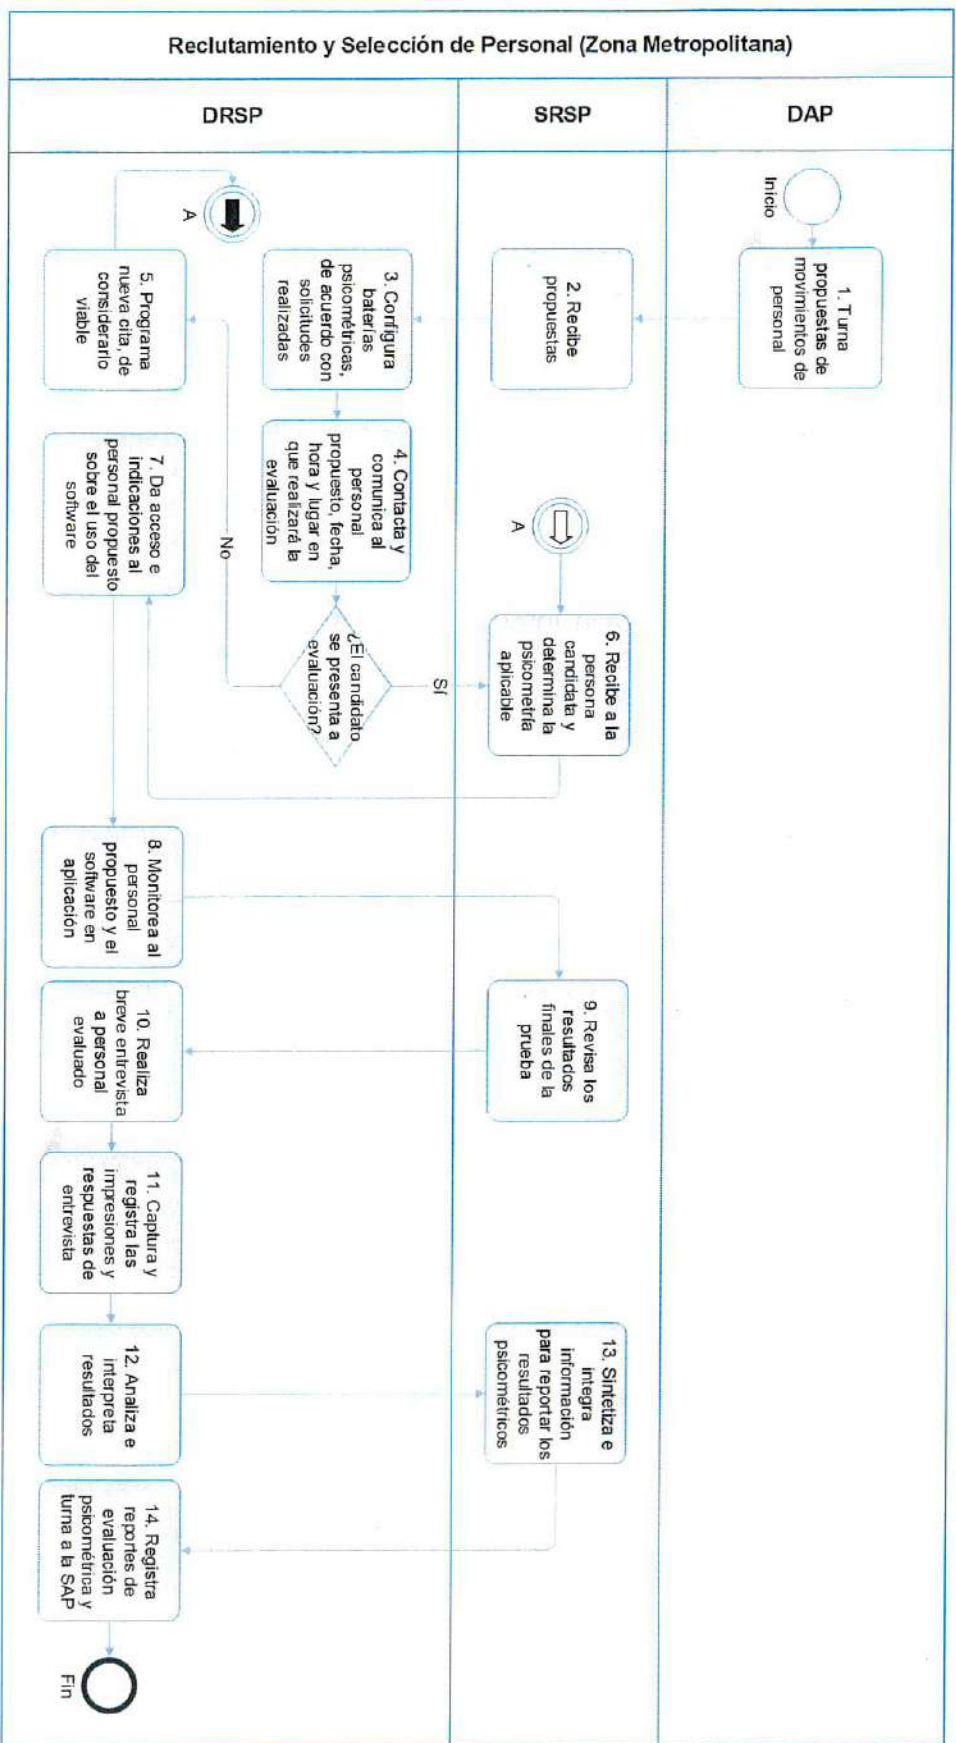 Reclutamiento y Selección de Personal (Zona Metropolitana)
DRSP
SRSP
DAP
Inicio
1. Turna
propuestas de
movimientos de
personal
2. Recibe
propuestas
3. Configura
baterías
psicométricas,
de acuerdo con
solicitudes
realizadas
4. Contacta y
comunica al
personal
propuesto, fecha,
hora y lugar en
que realizará la
evaluación
¿El candidato
se presenta a
evaluación?
No
Sí
5. Programa
nueva cita, de
considerarlo
viable
A
A
6. Recibe a la
persona
candidata y
determina la
psicometría
aplicable
7. Da acceso e
indicaciones al
personal propuesto
sobre el uso del
software
8. Monitorea al
personal
propuesto y el
software en
aplicación
9. Revisa los
resultados
finales de la
prueba
10. Realiza
breve entrevista
a personal
evaluado
11. Captura y
registra las
impresiones y
respuestas de
entrevista
12. Analiza e
interpreta
resultados
13. Sintetiza e
integra
información
para reportar los
resultados
psicométricos
14. Registra
reportes de
evaluación
psicométrica y
turna a la SAP
Fin